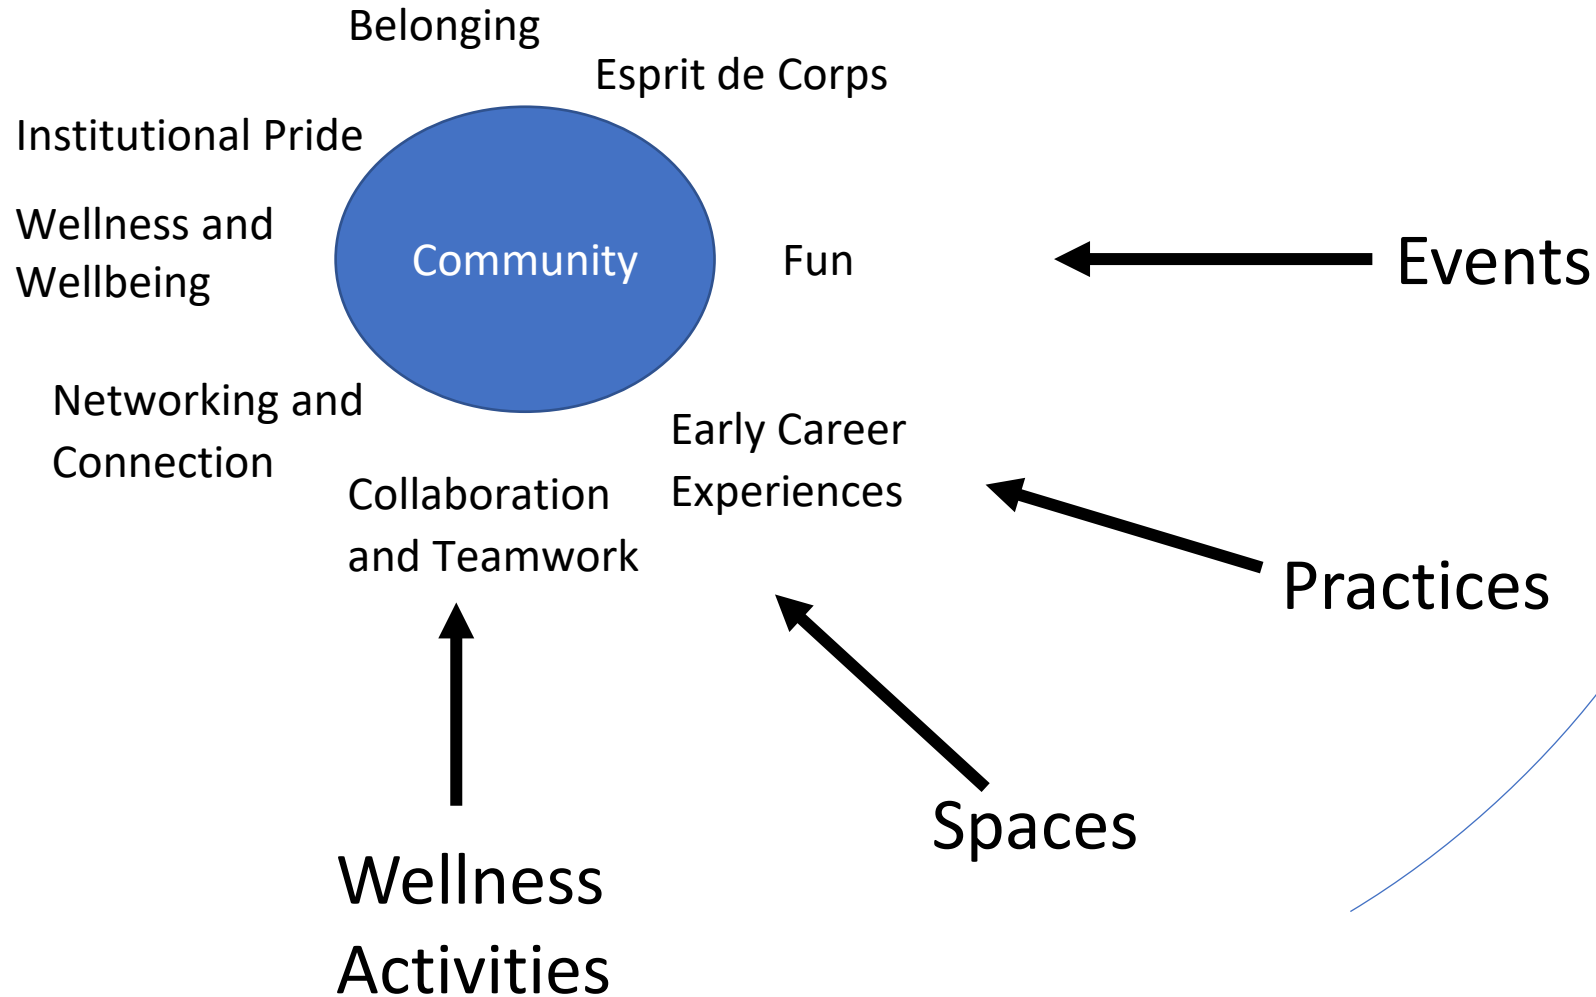 Belonging
Esprit de Corps
Institutional Pride
Wellness and
Wellbeing
Community
Fun
Events
Networking and
Connection
Early Career
Experiences
Collaboration
and Teamwork
Practices
Spaces
Wellness
Activities